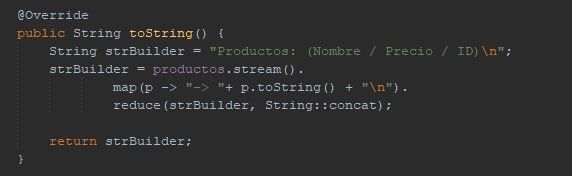 @Override
public String toString() {
    String strBuilder = "Productos: (Nombre / Precio / ID)\n";
    strBuilder = productos.stream().
            map(p -> "-> "+ p.toString() + "\n").
            reduce(strBuilder, String::concat);
    return strBuilder;
}